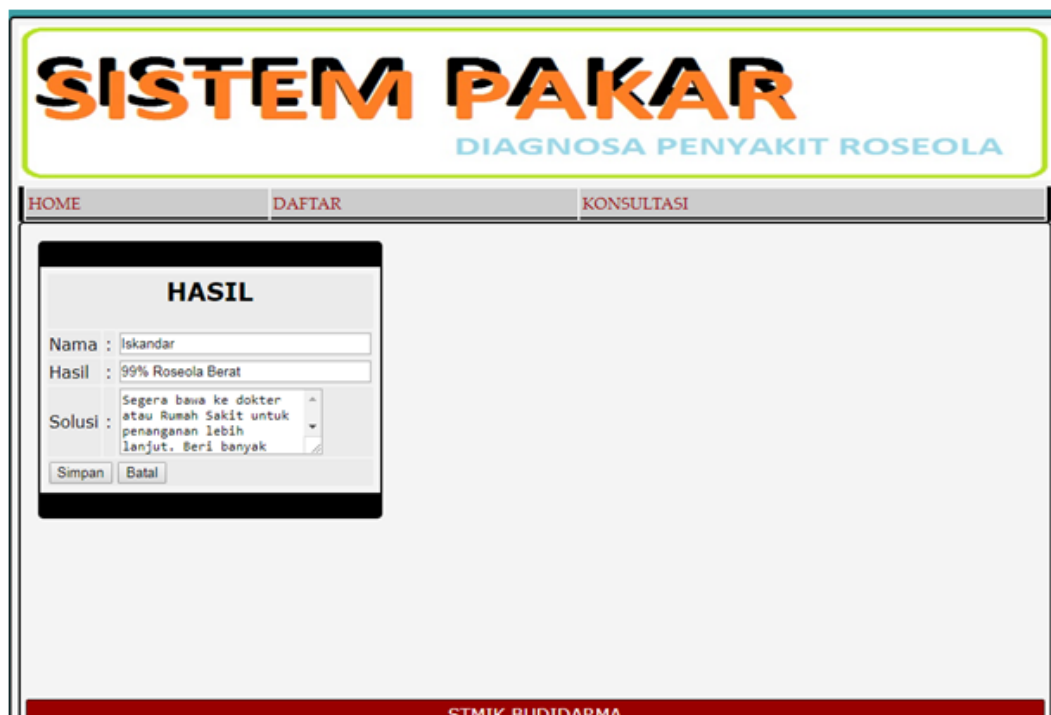 SISTEM PAKAR
DIAGNOSA PENYAKIT ROSEOLA
HOME DAFTAR KONSULTASI
HASIL
Nama : Iskandar
Hasil : 99% Roseola Berat
Solusi : Segera bawa ke dokter
atau Rumah Sakit untuk
penanganan lebih
lanjut. Beri banyak
Simpan Batal
STMIK BUDIDARMA